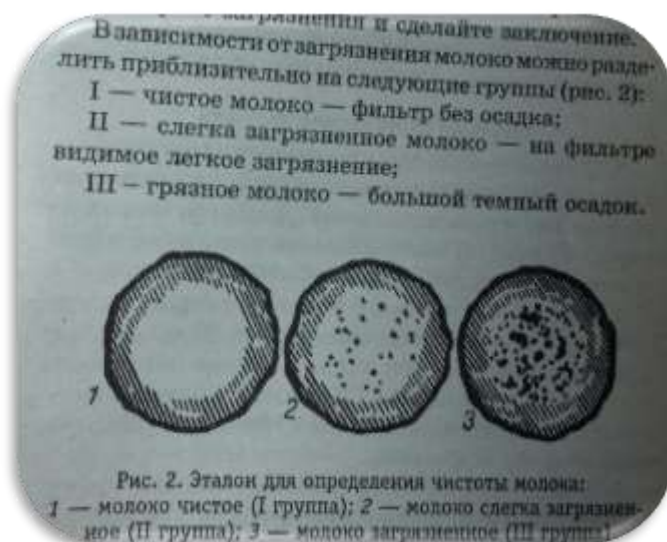 загрязнения и сделайте заключение.
В зависимости от загрязнения молоко можно разде-
лить приблизительно на следующие группы (рис. 2):
I — чистое молоко — фильтр без осадка;
II — слегка загрязненное молоко — на фильтре
видимое легкое загрязнение;
III — грязное молоко — большой темный осадок.
1
2
3
Рис. 2. Эталон для определения чистоты молока:
1 — молоко чистое (I группа); 2 — молоко слегка загрязнен-
ное (II группа); 3 — молоко загрязненное (III группа)